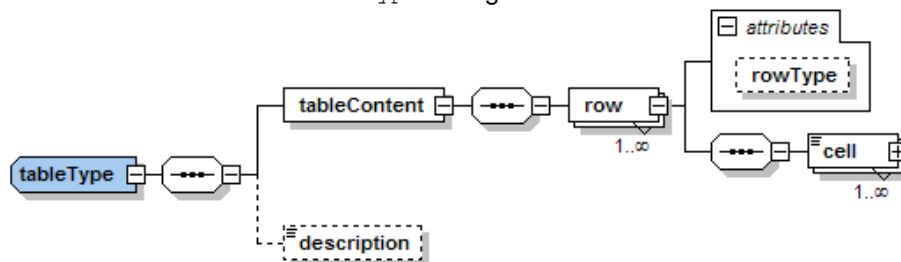 attributes
rowType
tableContent
row
1..∞
tableType
cell
1..∞
description